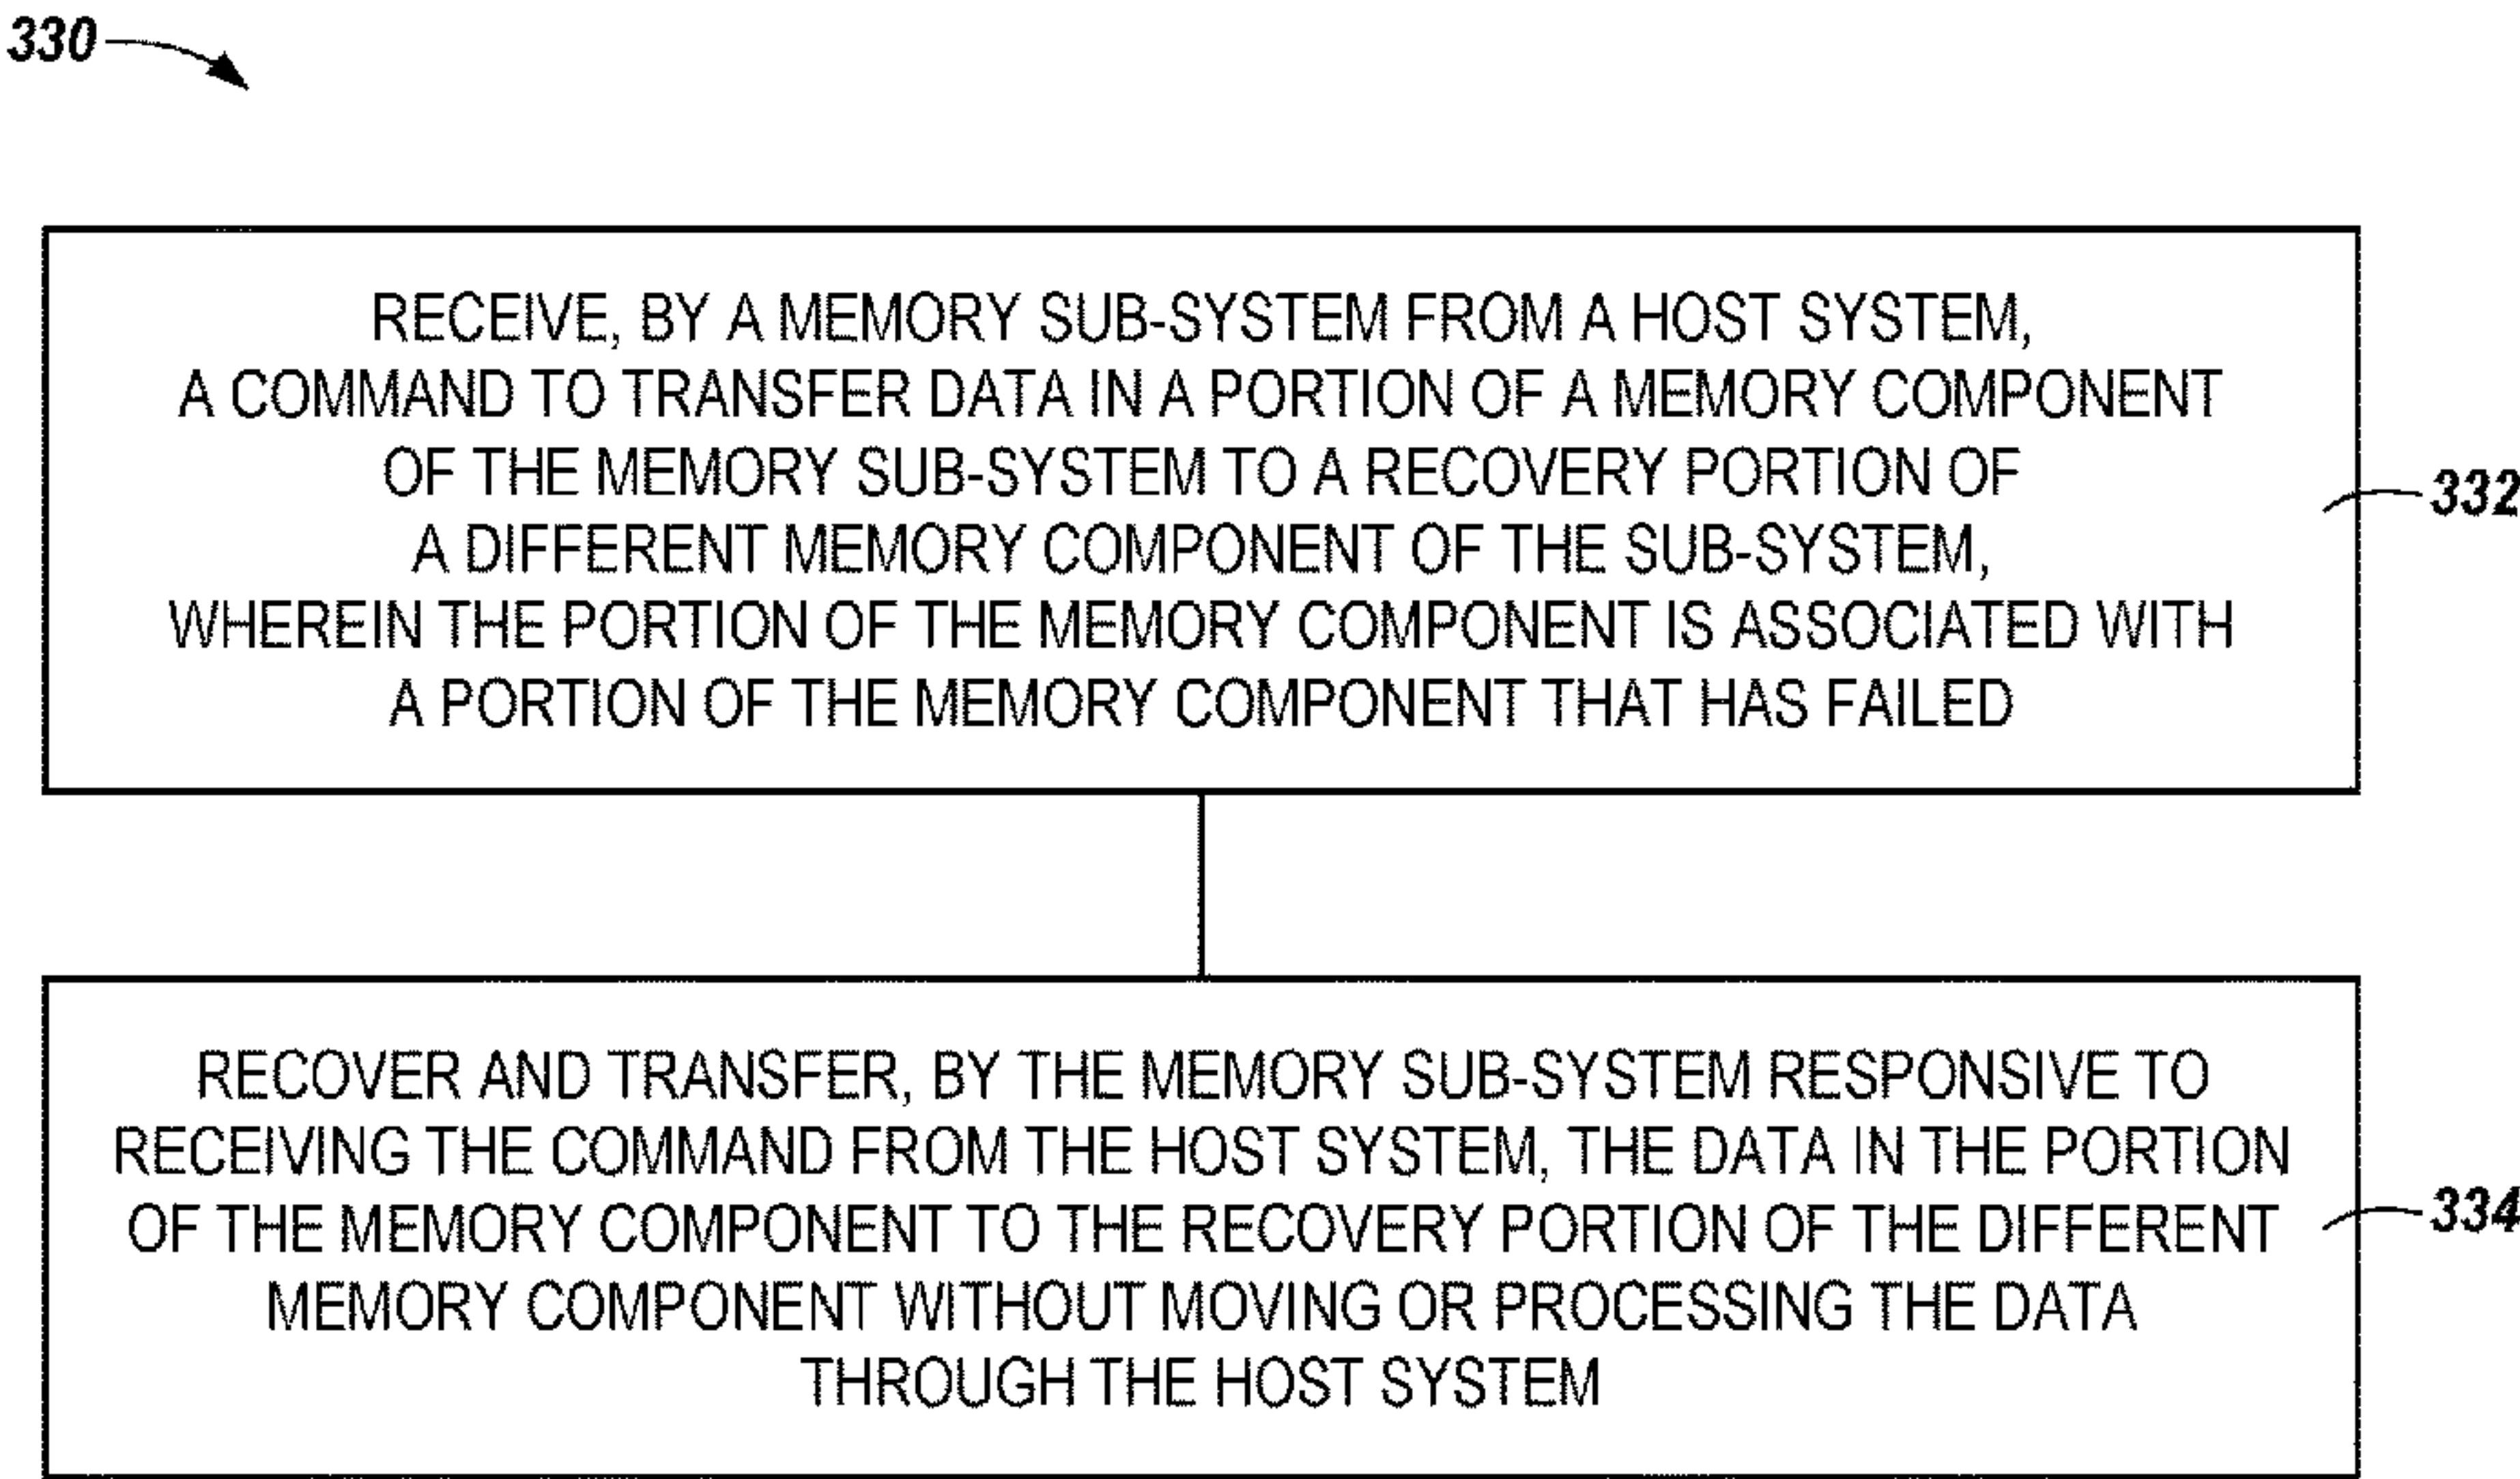 330
RECEIVE, BY A MEMORY SUB-SYSTEM FROM A HOST SYSTEM,
A COMMAND TO TRANSFER DATA IN A PORTION OF A MEMORY COMPONENT
OF THE MEMORY SUB-SYSTEM TO A RECOVERY PORTION OF
A DIFFERENT MEMORY COMPONENT OF THE SUB-SYSTEM,
WHEREIN THE PORTION OF THE MEMORY COMPONENT IS ASSOCIATED WITH
A PORTION OF THE MEMORY COMPONENT THAT HAS FAILED
332
RECOVER AND TRANSFER, BY THE MEMORY SUB-SYSTEM RESPONSIVE TO
RECEIVING THE COMMAND FROM THE HOST SYSTEM, THE DATA IN THE PORTION
OF THE MEMORY COMPONENT TO THE RECOVERY PORTION OF THE DIFFERENT
MEMORY COMPONENT WITHOUT MOVING OR PROCESSING THE DATA
THROUGH THE HOST SYSTEM
334